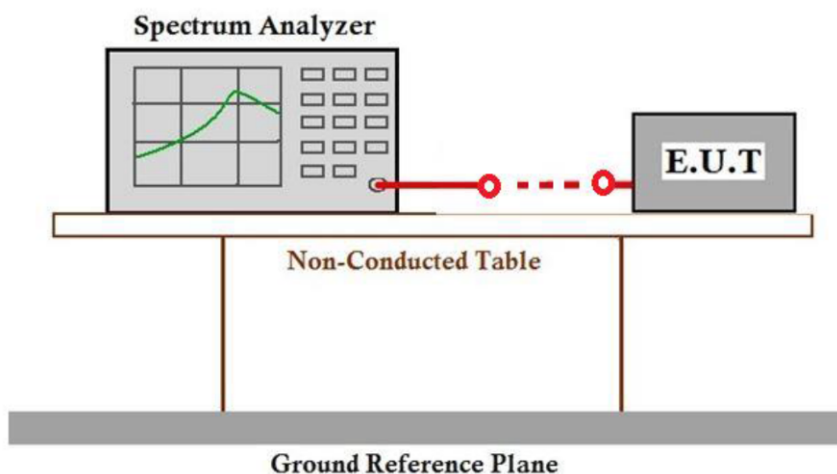 Spectrum Analyzer
E.U.T
Non-Conducted Table
Ground Reference Plane